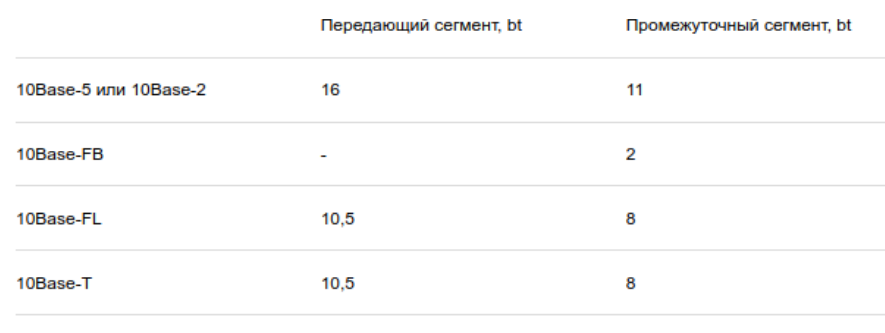 Передающий сегмент, bt Промежуточный сегмент, bt
10Base-5 или 10Base-2 16 11
10Base-FB - 2
10Base-FL 10,5 8
10Base-T 10,5 8